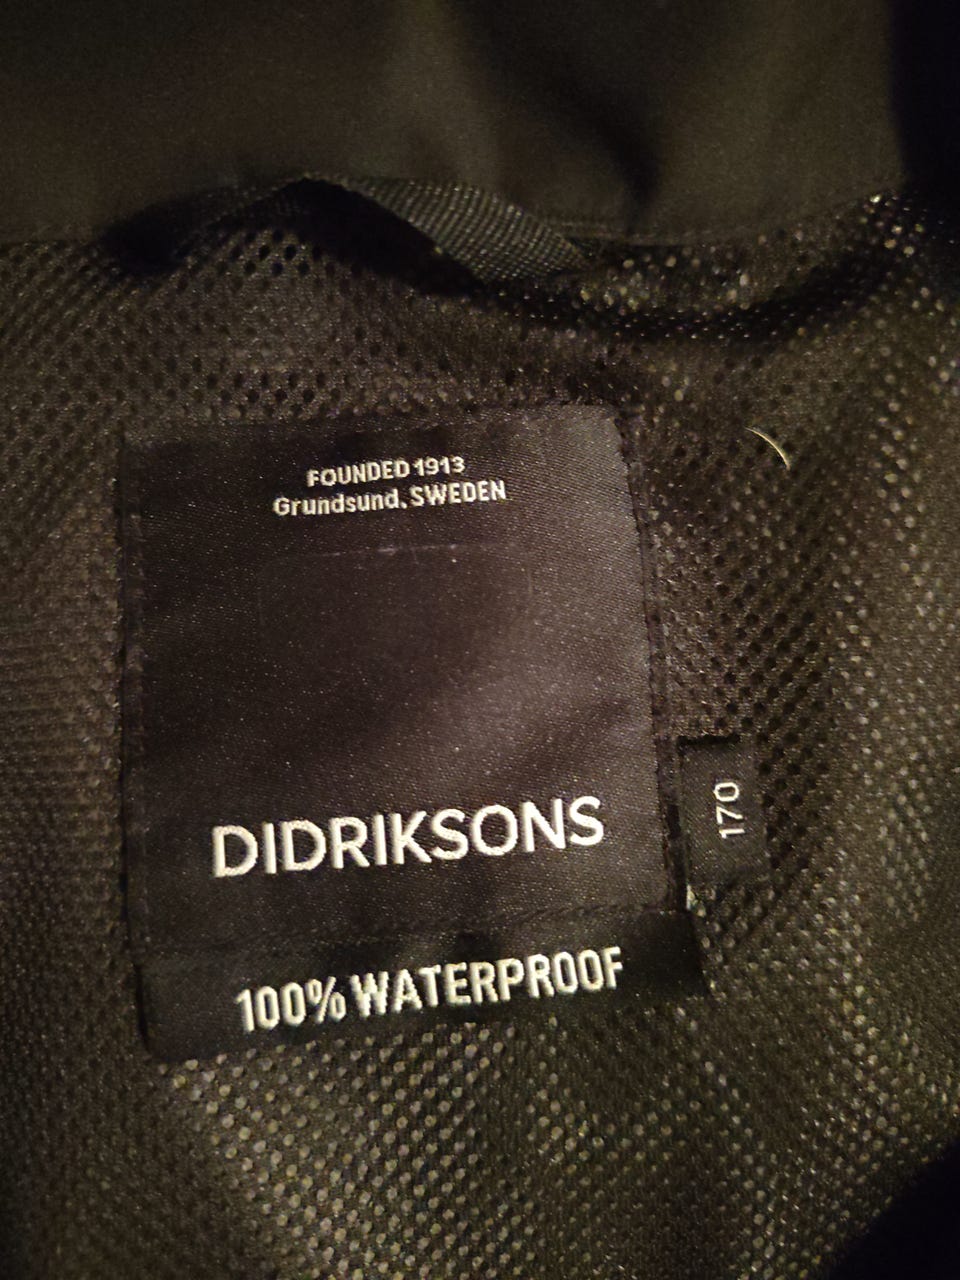 FOUNDED 1913
Grundsund, SWEDEN
DIDRIKSONS
170
100% WATERPROOF